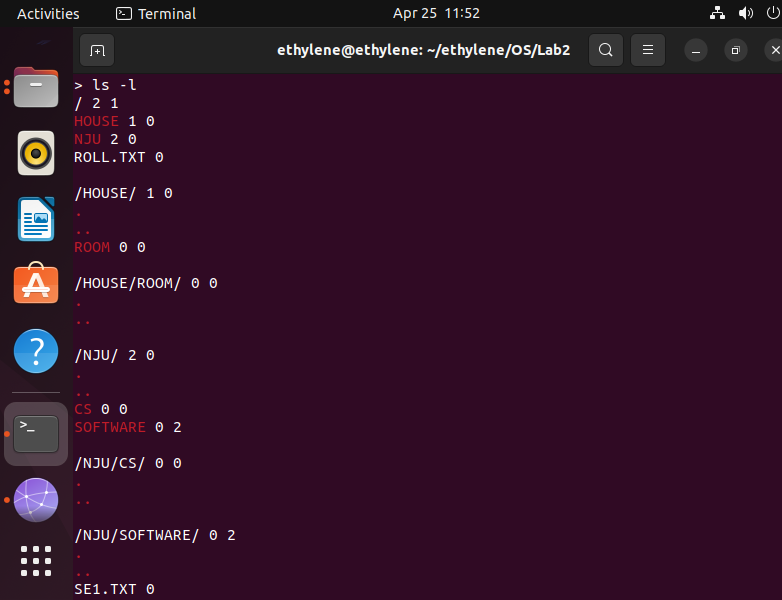 Activities Terminal Apr 25 11:52
ethylene@ethylene: ~/ethylene/OS/Lab2
> ls -l
/ 2 1
HOUSE 1 0
NJU 2 0
ROLL.TXT 0
/HOUSE/ 1 0
.
..
ROOM 0 0
/HOUSE/ROOM/ 0 0
.
..
/NJU/ 2 0
.
..
CS 0 0
SOFTWARE 0 2
/NJU/CS/ 0 0
.
..
/NJU/SOFTWARE/ 0 2
.
..
SE1.TXT 0